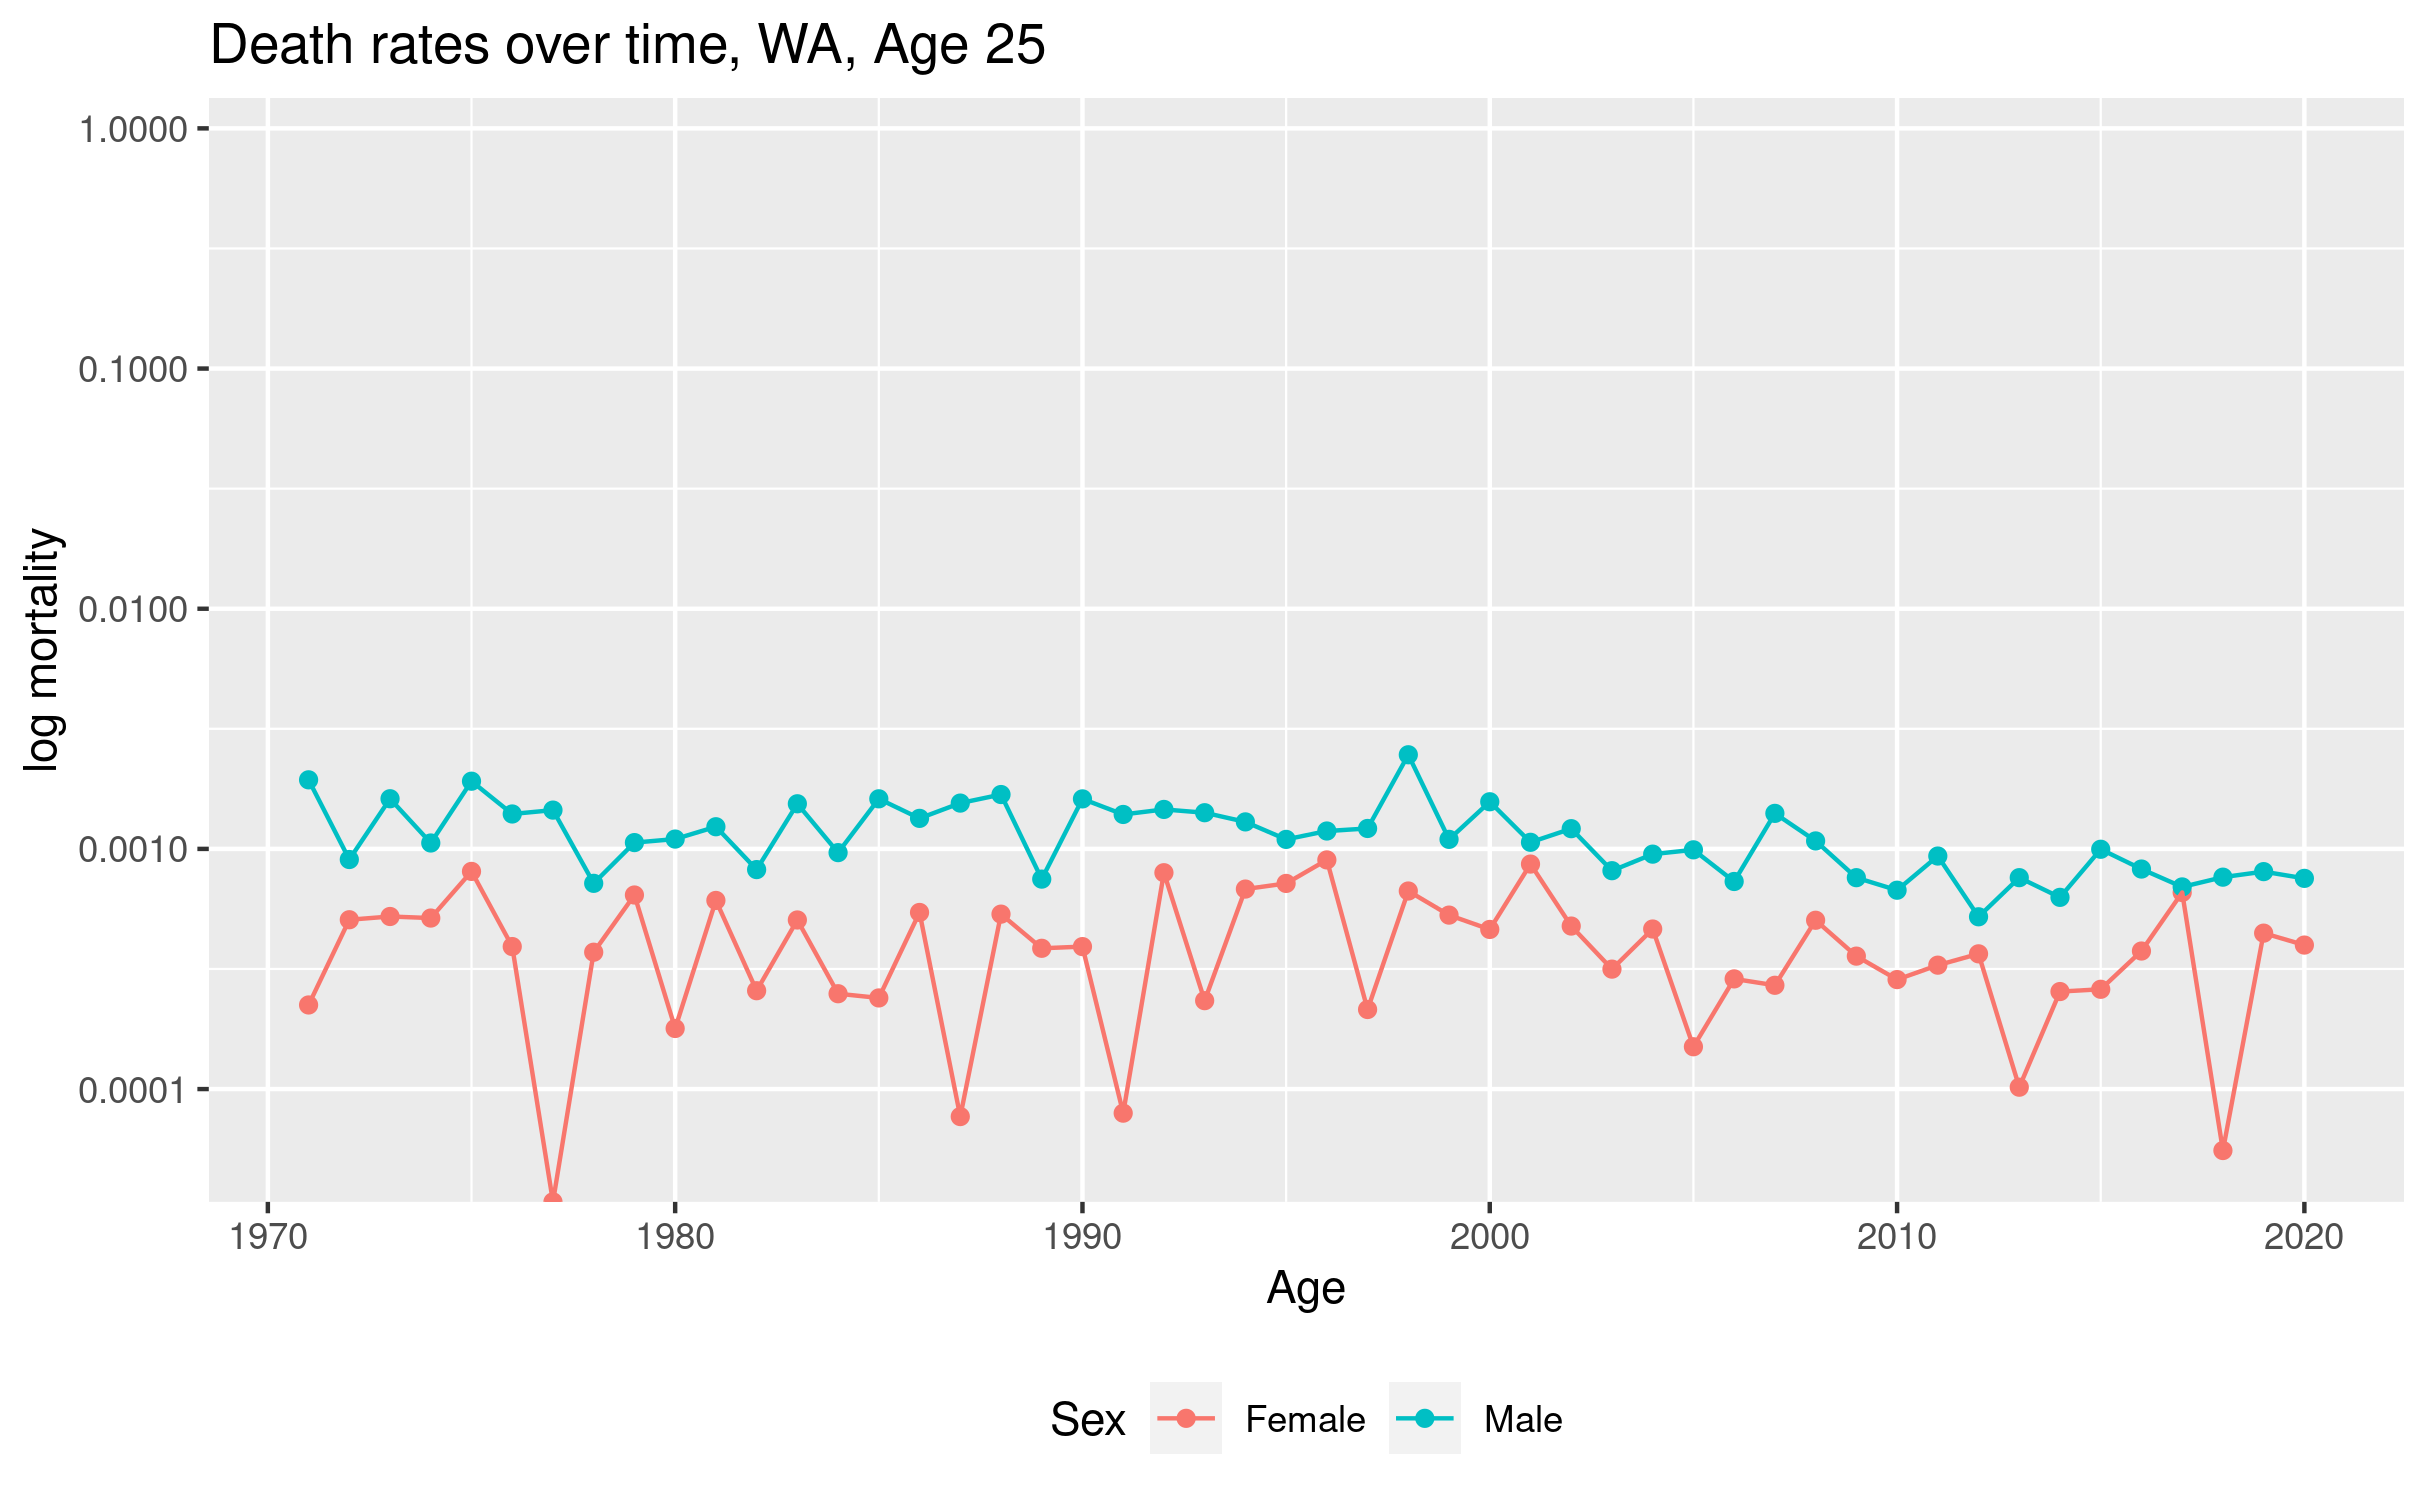 Death rates over time, WA, Age 25
log mortality
1.0000
0.1000
0.0100
0.0010
0.0001
1970 1980 1990 2000 2010 2020
Age
Sex Female Male